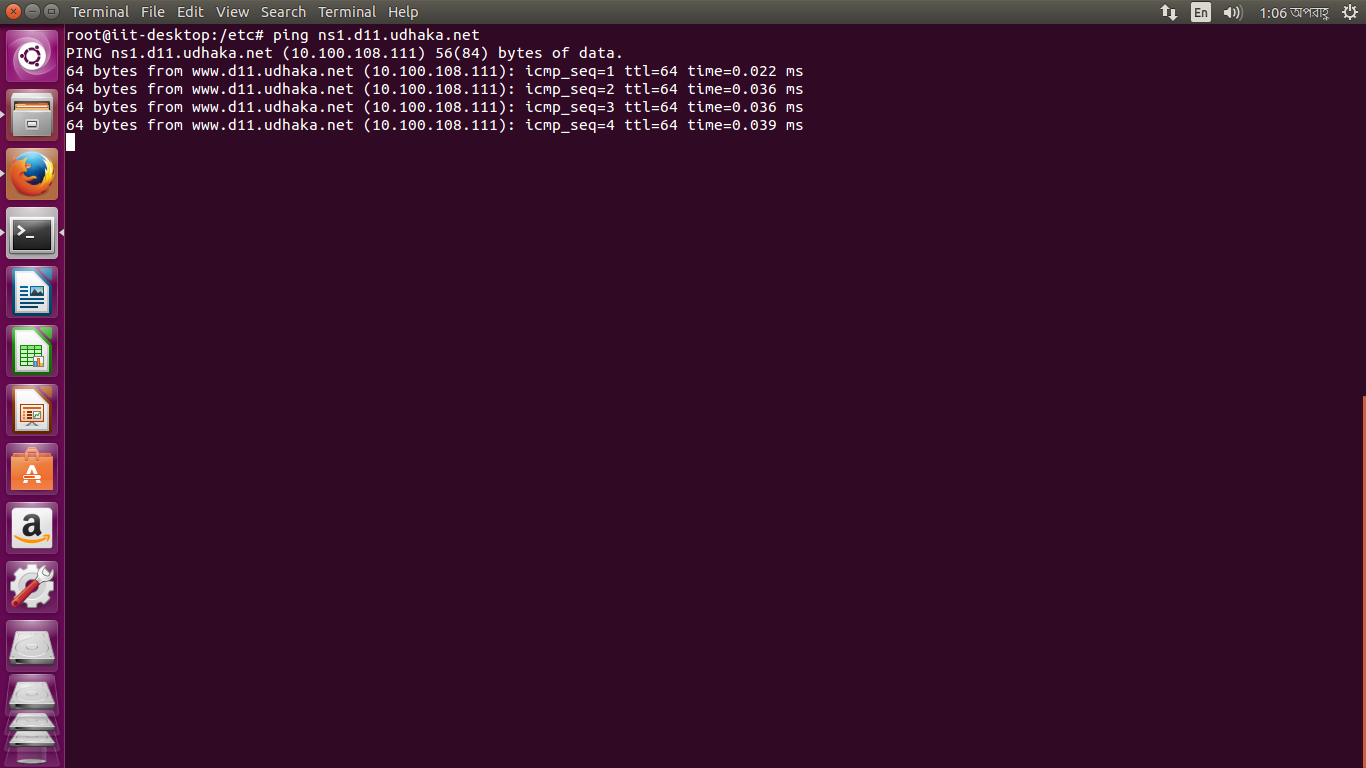 Terminal File Edit View Search Terminal Help En 1:06 অপরাহ্ণ
root@iit-desktop:/etc# ping ns1.d11.udhaka.net
PING ns1.d11.udhaka.net (10.100.108.111) 56(84) bytes of data.
64 bytes from www.d11.udhaka.net (10.100.108.111): icmp_seq=1 ttl=64 time=0.022 ms
64 bytes from www.d11.udhaka.net (10.100.108.111): icmp_seq=2 ttl=64 time=0.036 ms
64 bytes from www.d11.udhaka.net (10.100.108.111): icmp_seq=3 ttl=64 time=0.036 ms
64 bytes from www.d11.udhaka.net (10.100.108.111): icmp_seq=4 ttl=64 time=0.039 ms